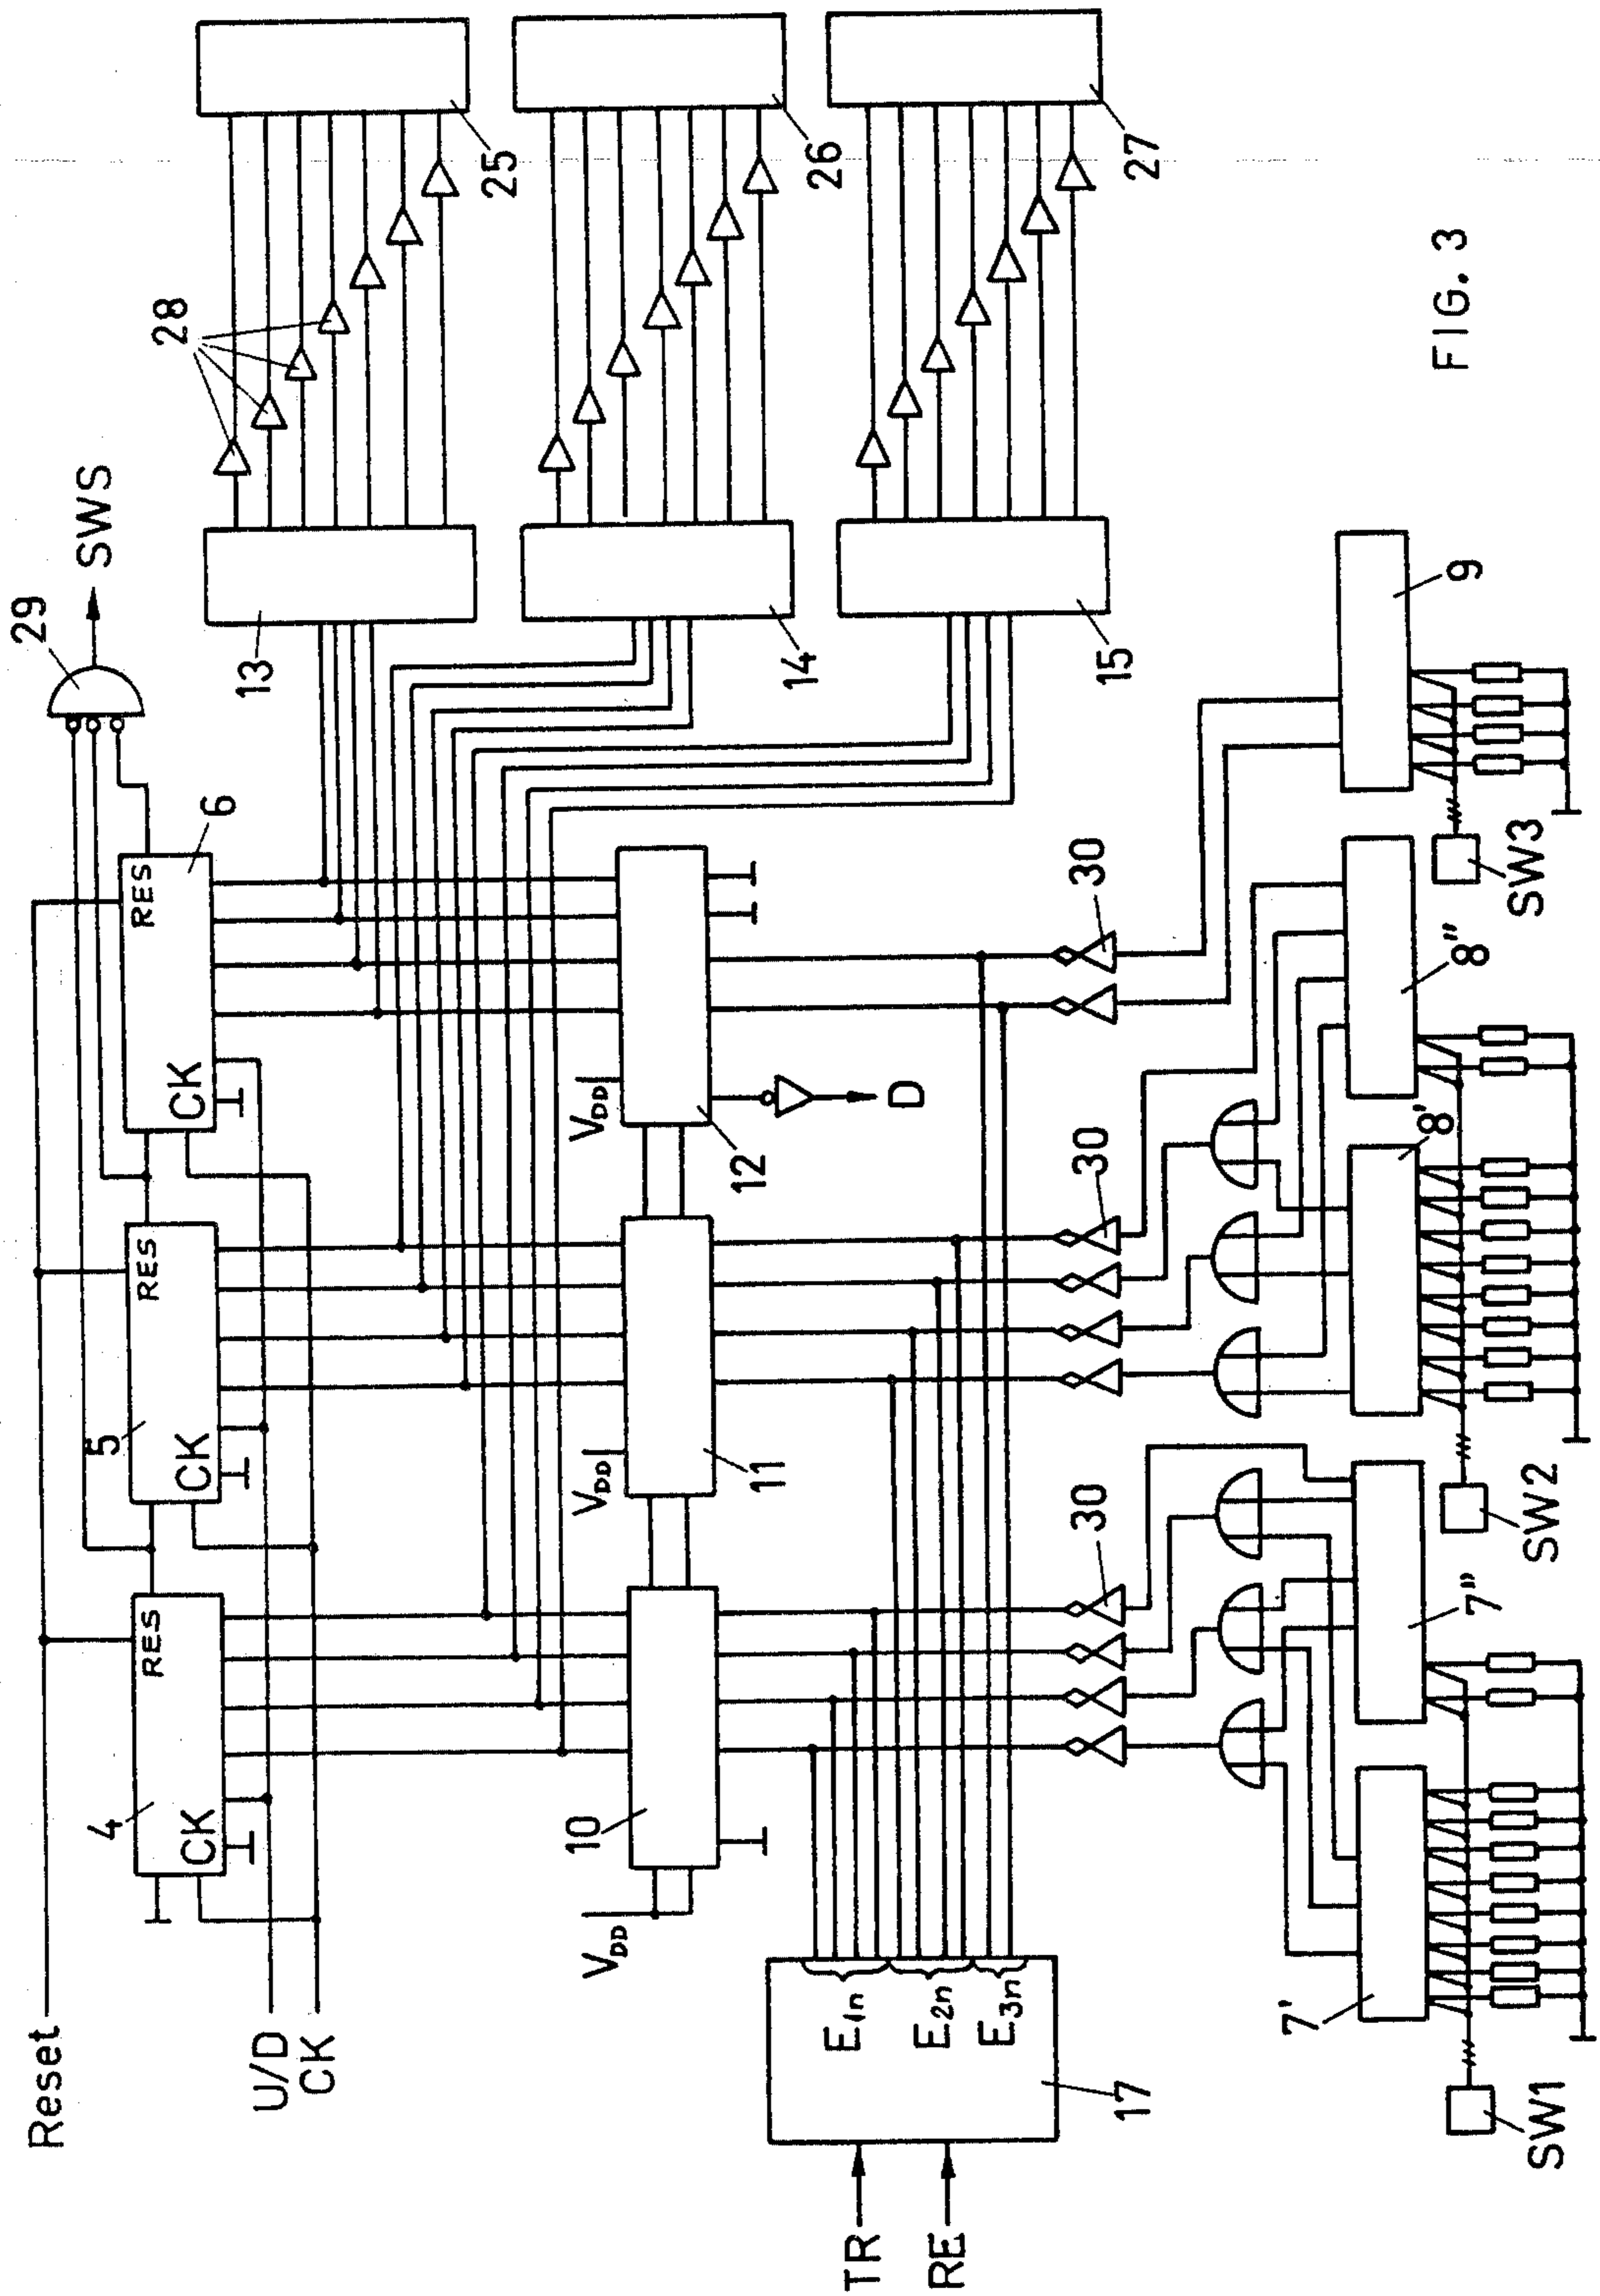 Reset
U/D
CK
4
RES
CK
5
RES
CK
6
RES
CK
29
SWS
28
13
25
14
26
15
27
VDD
10
VDD
11
VDD
12
D
TR
RE
17
E1n
E2n
E3n
30
30
30
7'
7"
8'
8"
9
SW1
SW2
SW3
FIG. 3